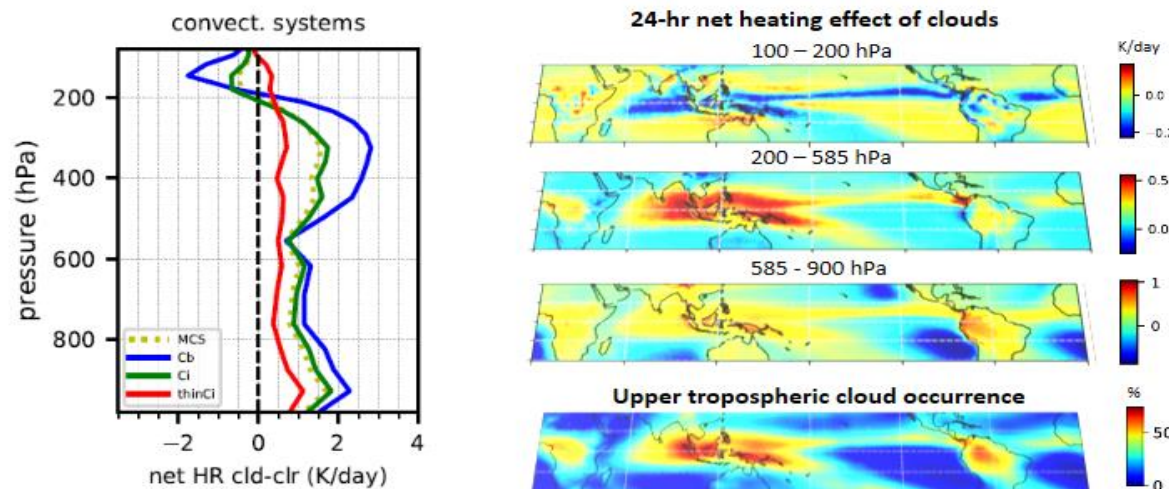 convect. systems
pressure (hPa)
200
400
600
800
MCS
Cb
Ci
thinCi
−2
0
2
4
net HR cld-clr (K/day)
24-hr net heating effect of clouds
100 – 200 hPa
K/day
0.0
-0.2
200 – 585 hPa
0.5
0.0
585 - 900 hPa
1
0
Upper tropospheric cloud occurrence
%
50
0